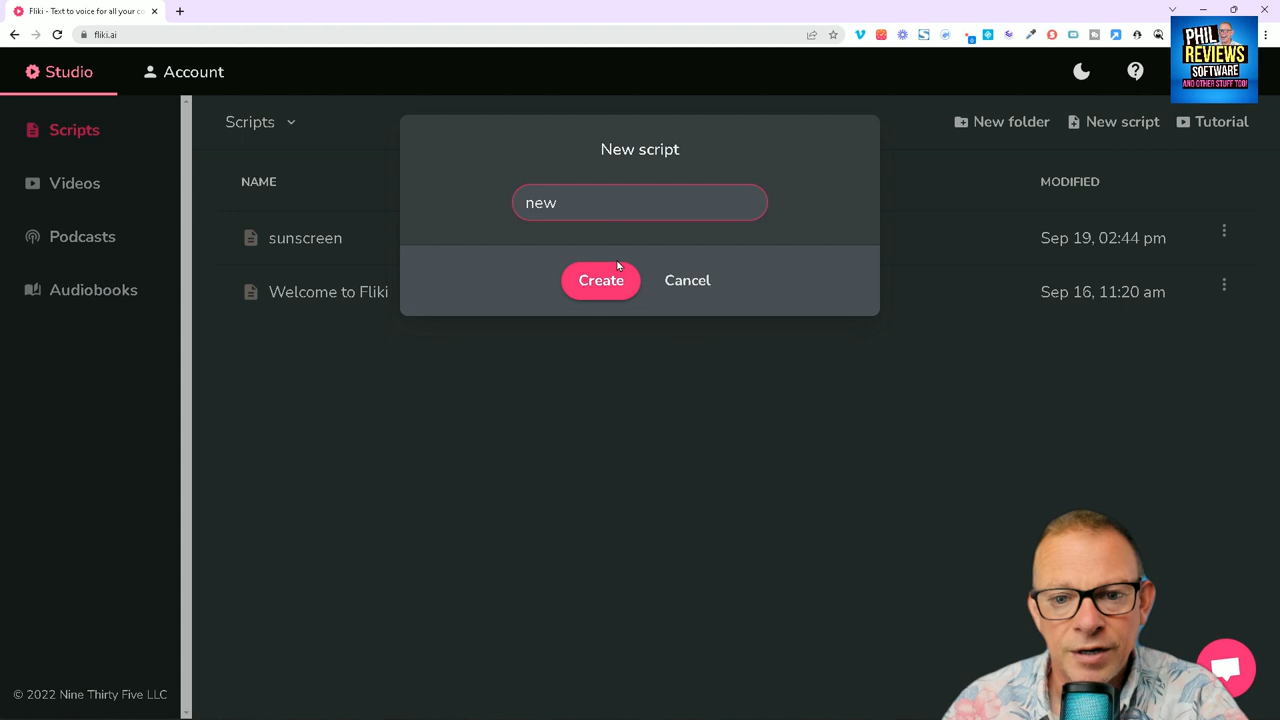 Fliki - Text to voice for all your co
fliki.ai
PHIL
REVIEWS
SOFTWARE
AND OTHER STUFF TOO!
Studio
Account
Scripts
Videos
Podcasts
Audiobooks
Scripts
New folder
New script
Tutorial
NAME
MODIFIED
sunscreen
Sep 19, 02:44 pm
Welcome to Fliki
Sep 16, 11:20 am
New script
new
Create
Cancel
© 2022 Nine Thirty Five LLC